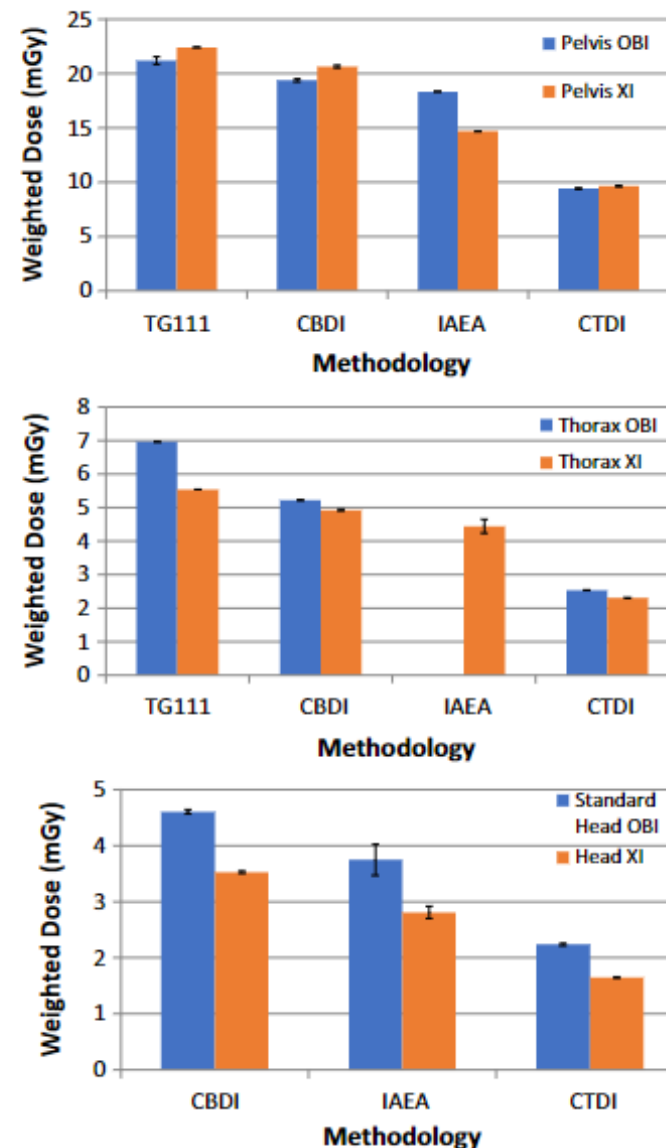 25
20
15
10
5
0
Weighted Dose (mGy)
Pelvis OBI
Pelvis XI
TG111 CBDI IAEA CTDI
Methodology
8
7
6
5
4
3
2
1
0
Weighted Dose (mGy)
Thorax OBI
Thorax XI
TG111 CBDI IAEA CTDI
Methodology
5
4
3
2
1
0
Weighted Dose (mGy)
Standard
Head OBI
Head XI
CBDI IAEA CTDI
Methodology